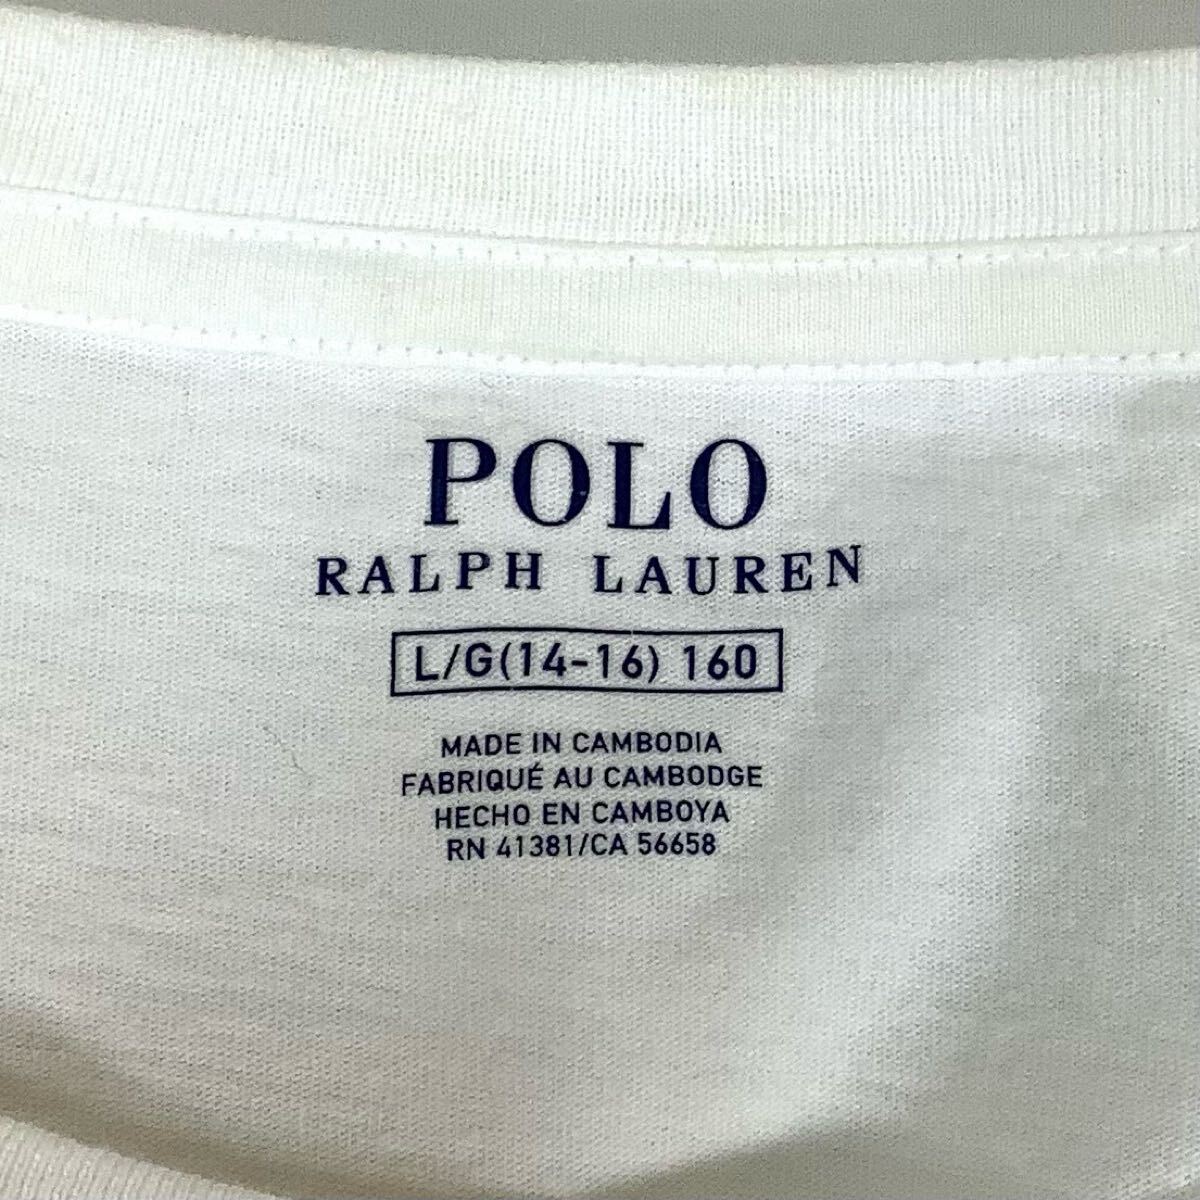 POLO
RALPH LAUREN
L/G(14-16) 160
MADE IN CAMBODIA
FABRIQUÉ AU CAMBODGE
HECHO EN CAMBOYA
RN 41381/CA 56658